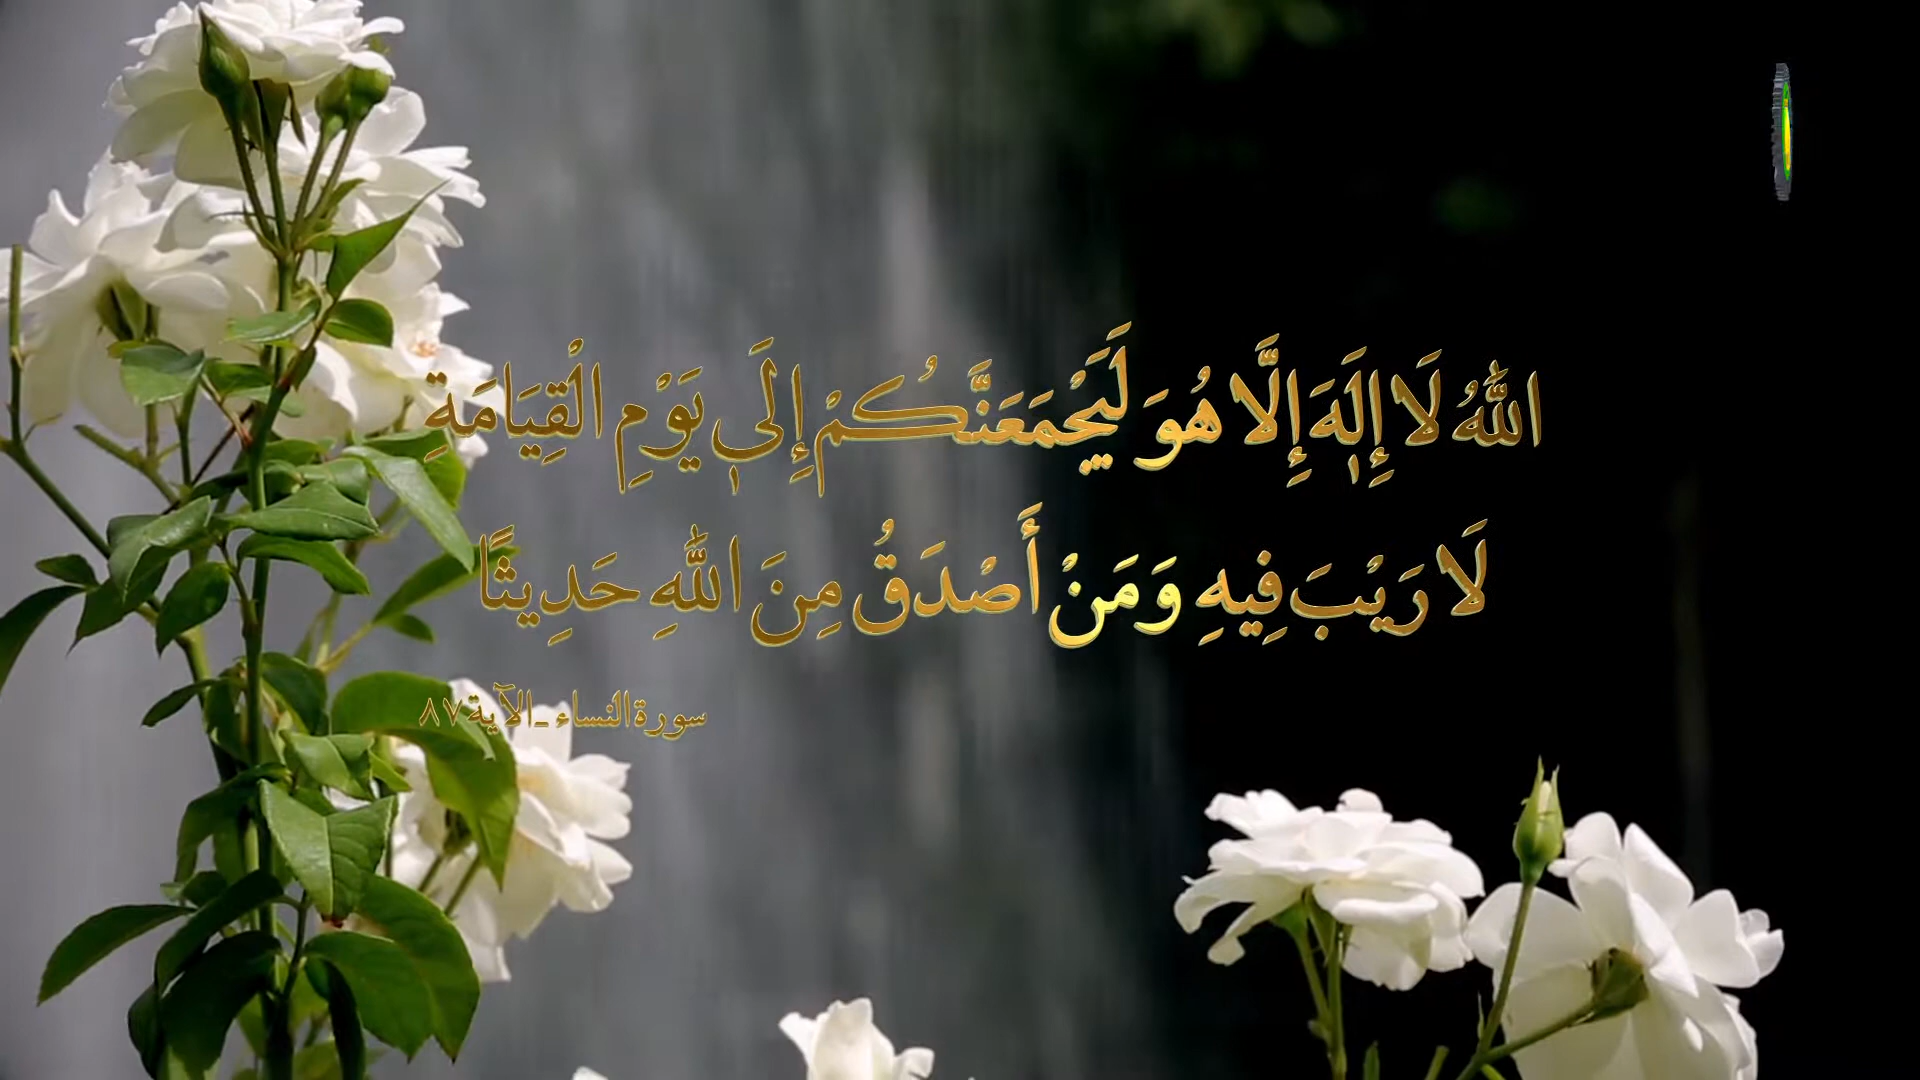 اللَّهُ لَا إِلَٰهَ إِلَّا هُوَ لَيَجْمَعَنَّكُمْ إِلَىٰ يَوْمِ الْقِيَامَةِ
لَا رَيْبَ فِيهِ وَمَنْ أَصْدَقُ مِنَ اللَّهِ حَدِيثًا
سورة النساء ـ الآية ٨٧